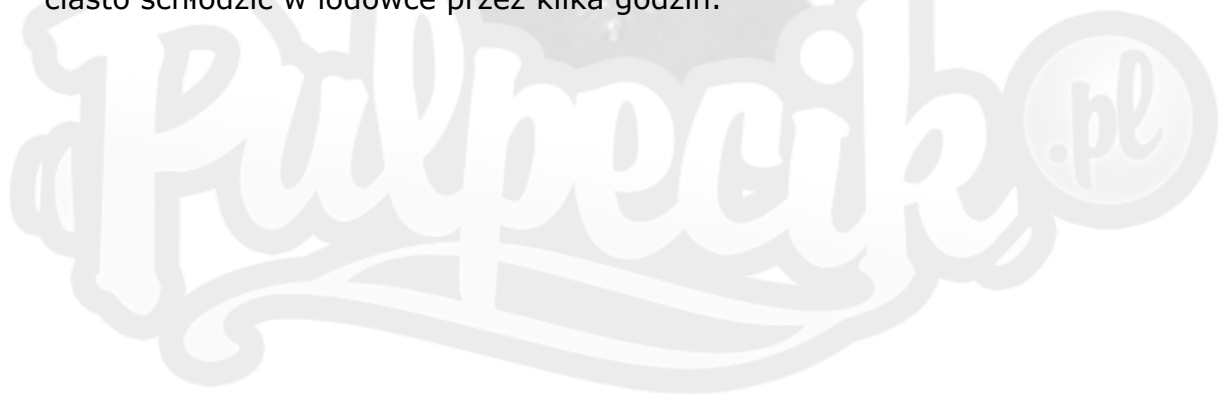 ciasto schłodzić w lodówce przez kilka godzin.
Pulpecik .pl